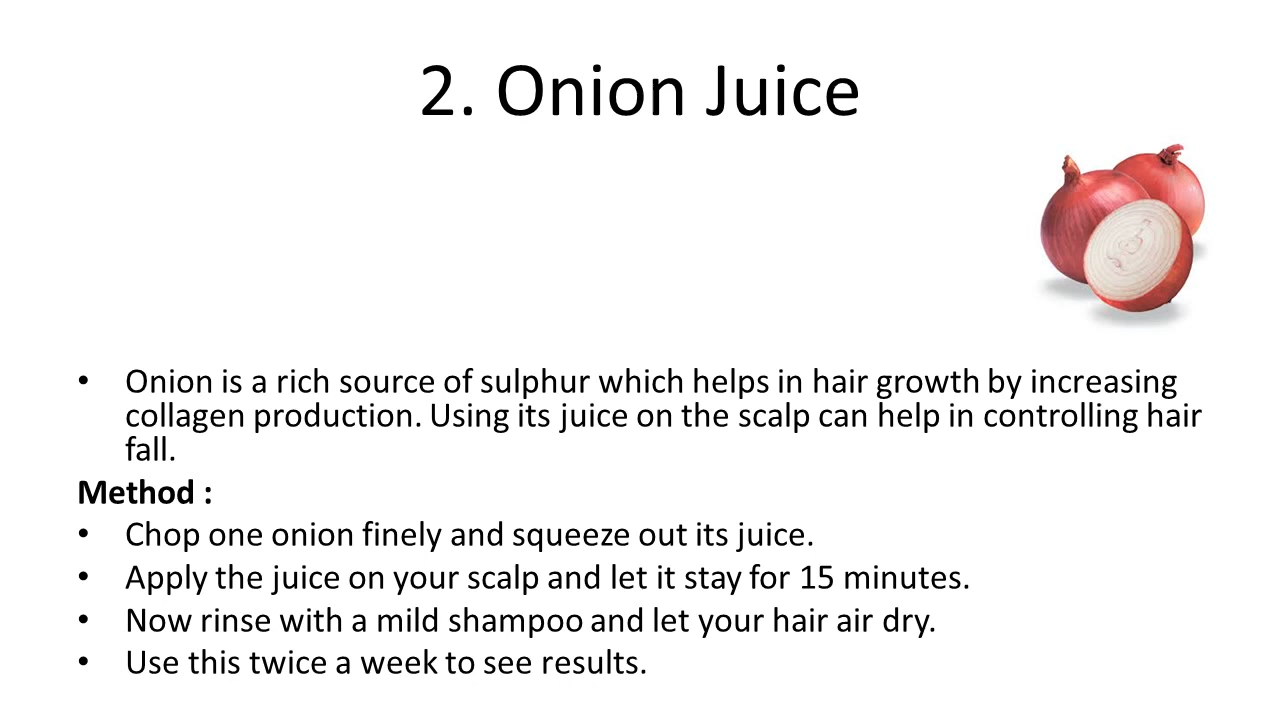 2. Onion Juice
• Onion is a rich source of sulphur which helps in hair growth by increasing
collagen production. Using its juice on the scalp can help in controlling hair
fall.
Method :
• Chop one onion finely and squeeze out its juice.
• Apply the juice on your scalp and let it stay for 15 minutes.
• Now rinse with a mild shampoo and let your hair air dry.
• Use this twice a week to see results.